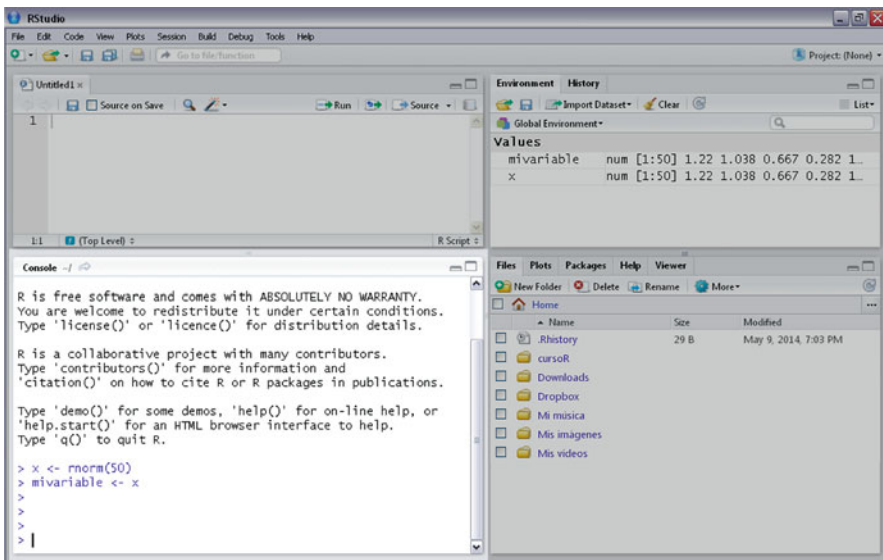 RStudio
File Edit Code View Plots Session Build Debug Tools Help
Go to file/function
Project: (None)
Untitled1
Source on Save
Run
Source
1
1:1
(Top Level)
R Script
Environment History
Import Dataset
Clear
List
Global Environment
Values
mivariable num [1:50] 1.22 1.038 0.667 0.282 1…
x num [1:50] 1.22 1.038 0.667 0.282 1…
Console ~/
R is free software and comes with ABSOLUTELY NO WARRANTY.
You are welcome to redistribute it under certain conditions.
Type 'license()' or 'licence()' for distribution details.
R is a collaborative project with many contributors.
Type 'contributors()' for more information and
'citation()' on how to cite R or R packages in publications.
Type 'demo()' for some demos, 'help()' for on-line help, or
'help.start()' for an HTML browser interface to help.
Type 'q()' to quit R.
> x <- rnorm(50)
> mivariable <- x
>
>
>
>
Files Plots Packages Help Viewer
New Folder Delete Rename More
Home
Name Size Modified
.Rhistory 29 B May 9, 2014, 7:03 PM
cursoR
Downloads
Dropbox
Mi música
Mis imágenes
Mis videos